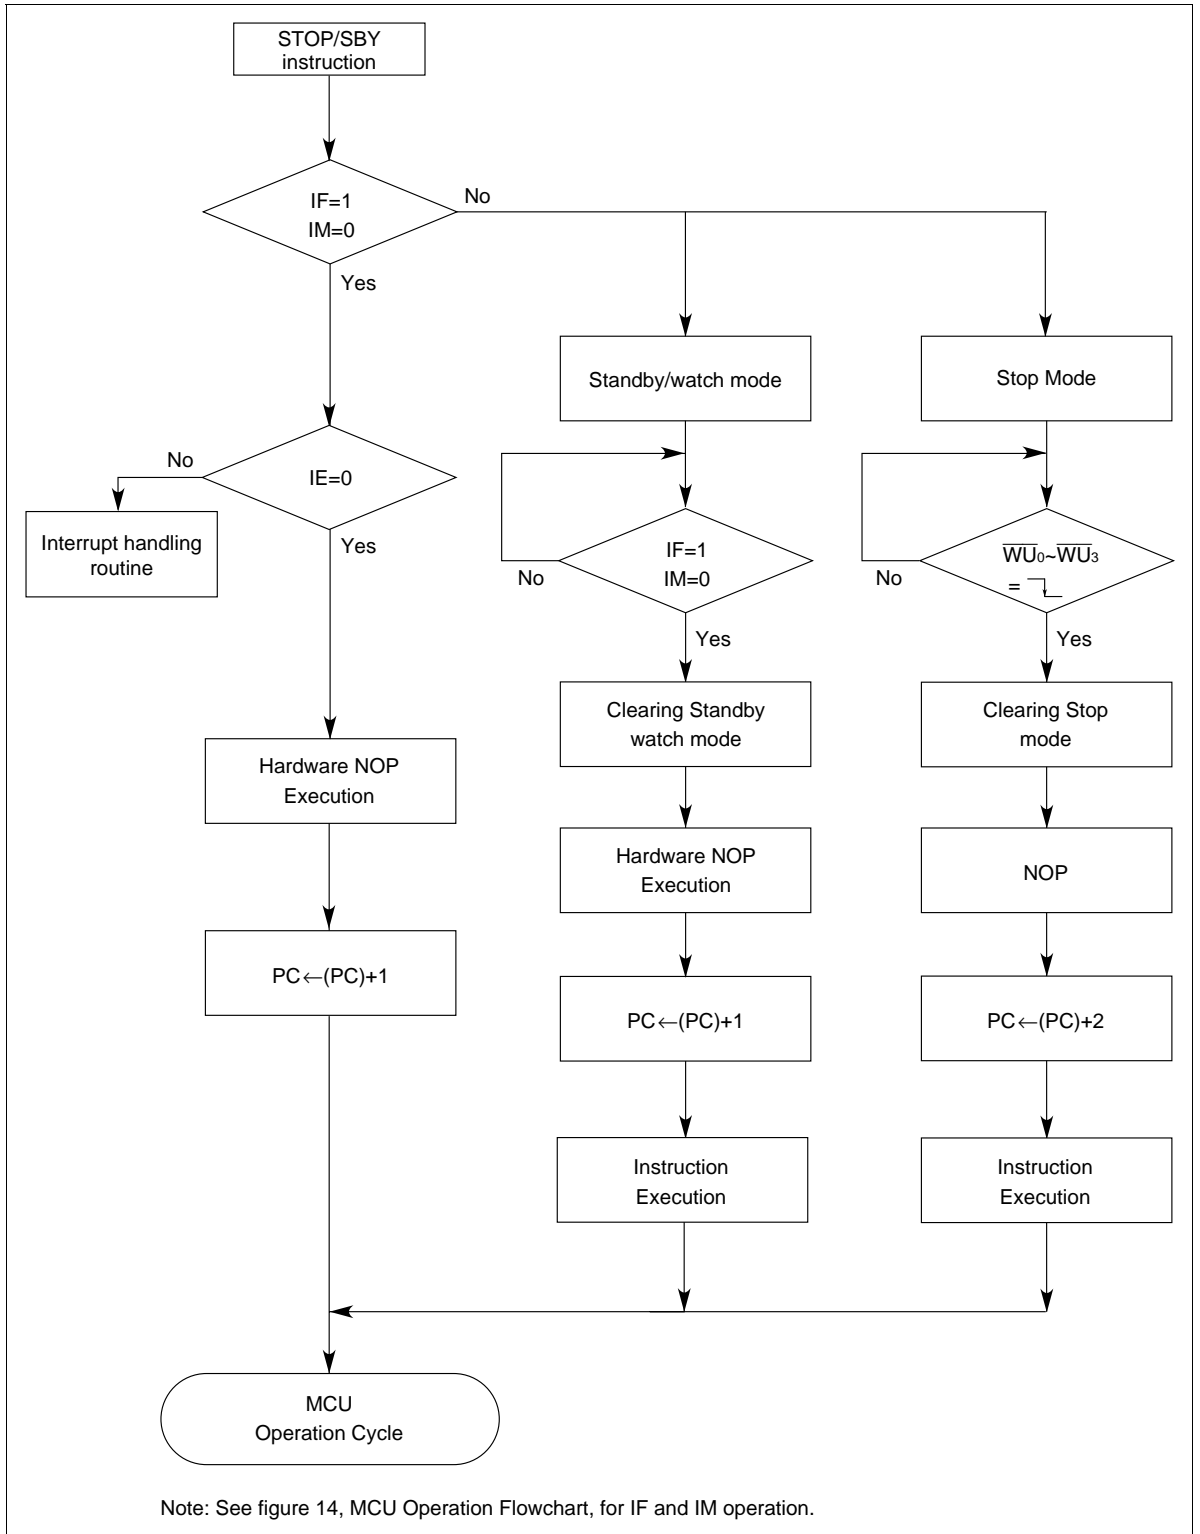 STOP/SBY
instruction
IF=1
IM=0
No
Yes
Standby/watch mode
Stop Mode
No
IE=0
Yes
Interrupt handling
routine
IF=1
IM=0
No
Yes
W̅U̅₀~W̅U̅₃
=
No
Yes
Clearing Standby
watch mode
Clearing Stop
mode
Hardware NOP
Execution
Hardware NOP
Execution
NOP
PC←(PC)+1
PC←(PC)+1
PC←(PC)+2
Instruction
Execution
Instruction
Execution
MCU
Operation Cycle
Note: See figure 14, MCU Operation Flowchart, for IF and IM operation.